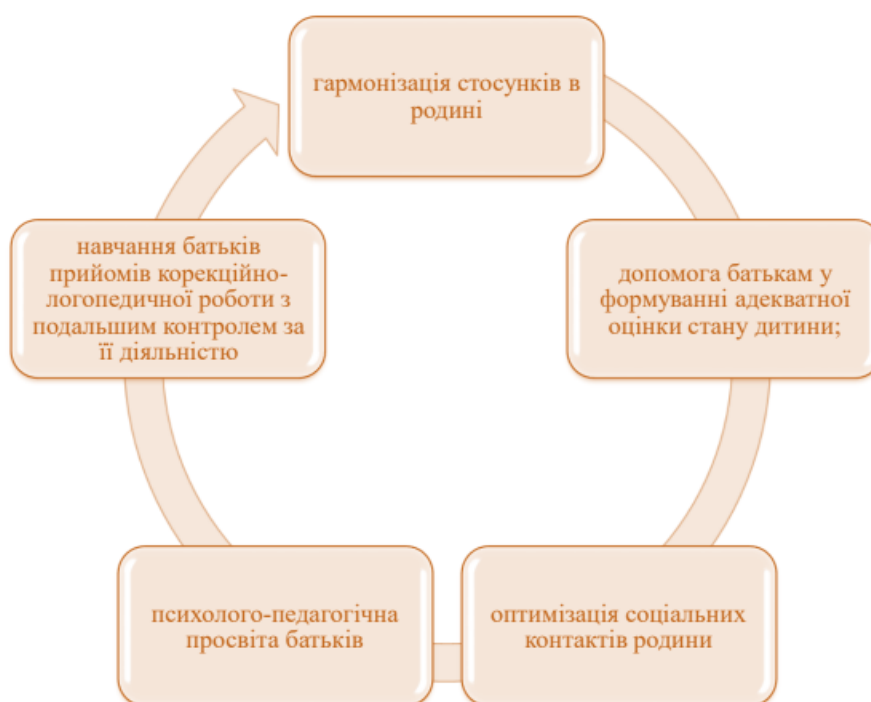 гармонізація стосунків в
родині
допомога батькам у
формуванні адекватної
оцінки стану дитини;
оптимізація соціальних
контактів родини
психолого-педагогічна
просвіта батьків
навчання батьків
прийомів корекційно-
логопедичної роботи з
подальшим контролем за
її діяльністю